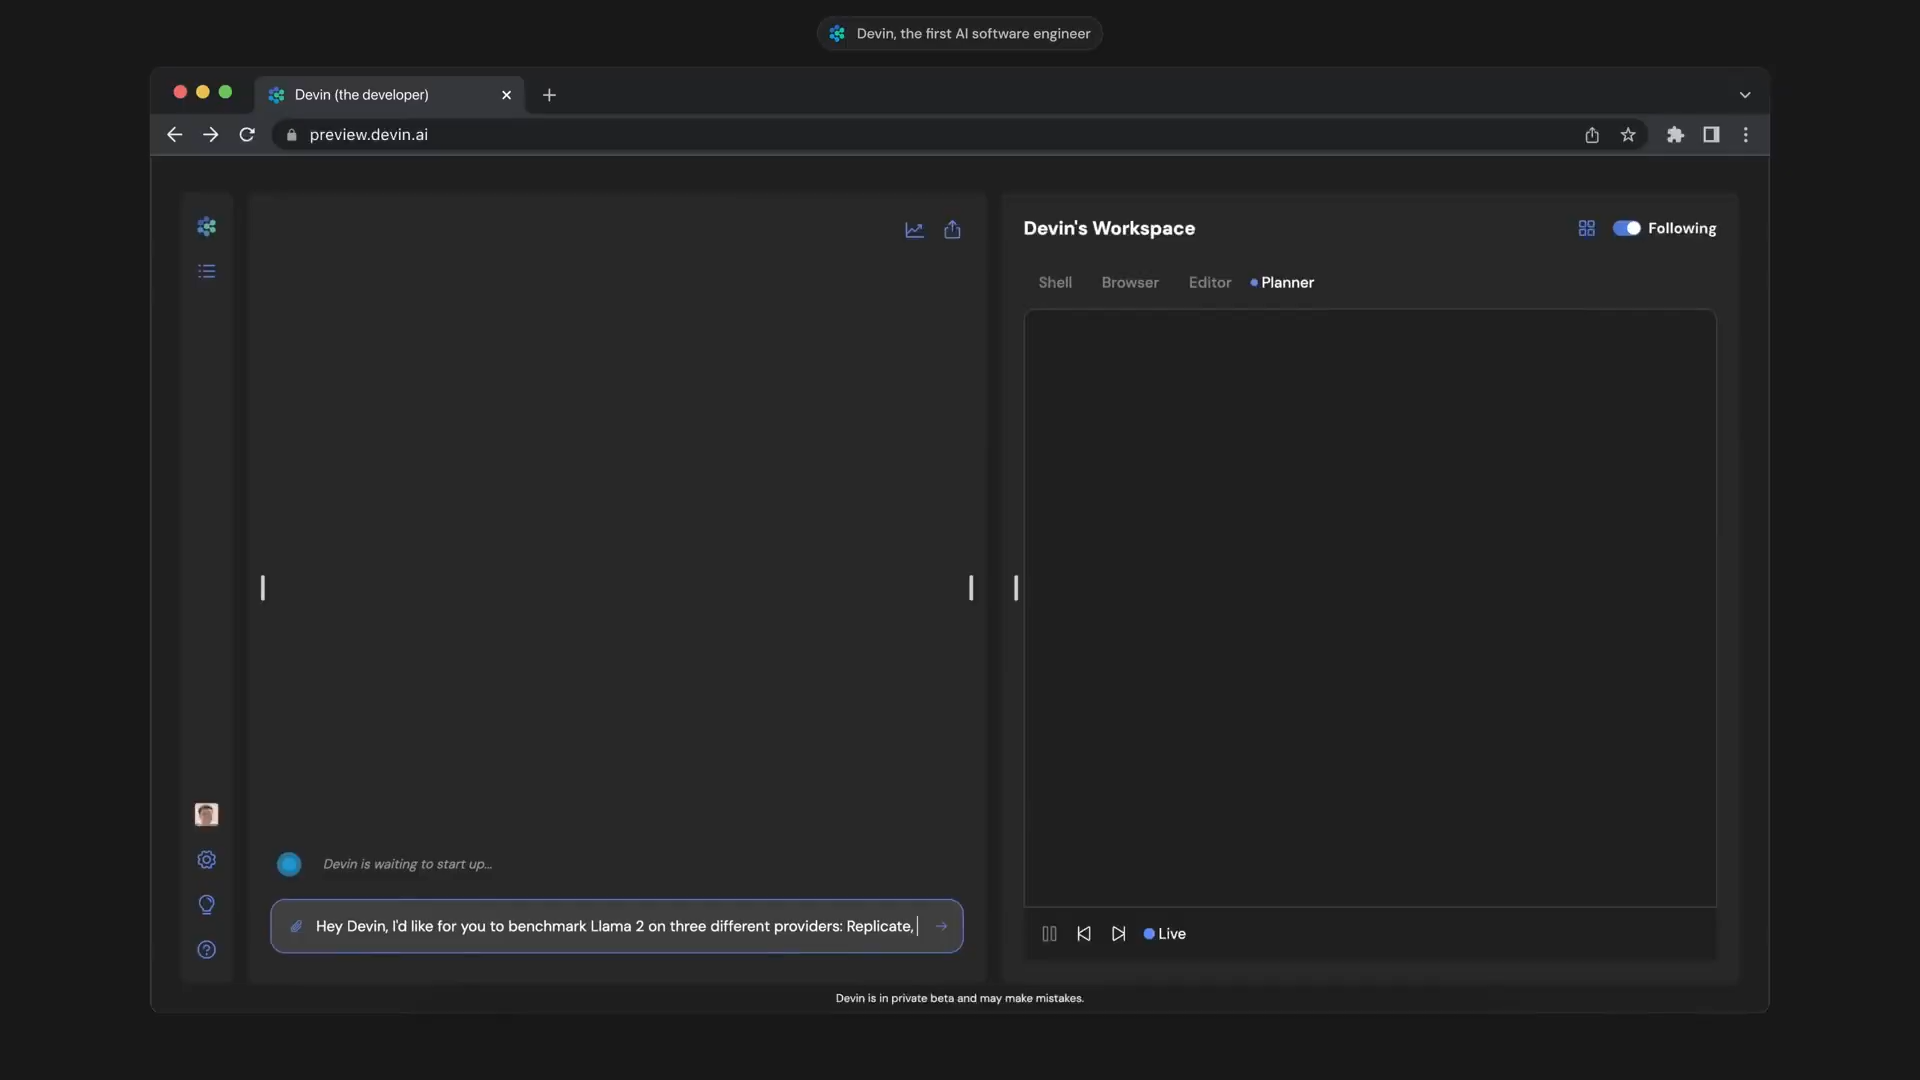 Devin, the first AI software engineer
Devin (the developer)
preview.devin.ai
Devin's Workspace
Following
Shell Browser Editor Planner
Devin is waiting to start up...
Hey Devin, I'd like for you to benchmark Llama 2 on three different providers: Replicate,
Live
Devin is in private beta and may make mistakes.